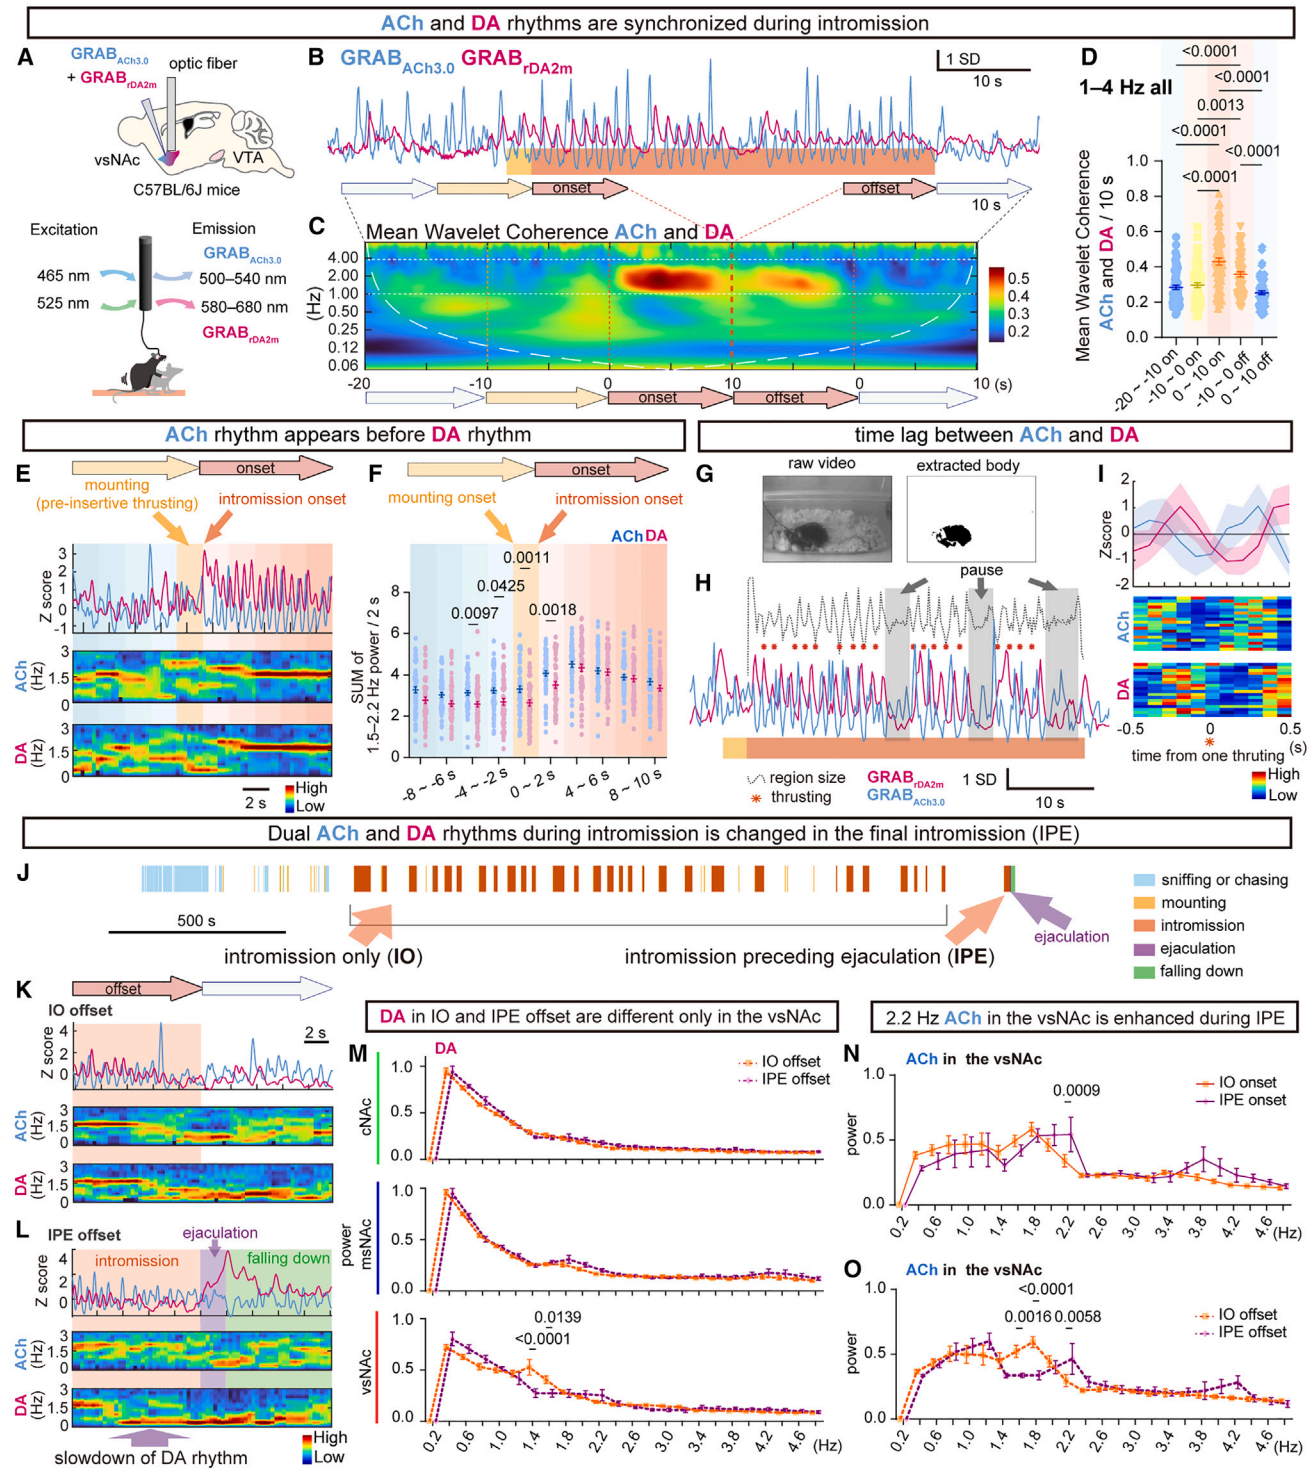 ACh and DA rhythms are synchronized during intromission
A
GRABACh3.0
+ GRABrDA2m
optic fiber
vsNAc
VTA
C57BL/6J mice
Excitation
Emission
GRABACh3.0
465 nm
500–540 nm
525 nm
580–680 nm
GRABrDA2m
B
GRABACh3.0 GRABrDA2m
1 SD
10 s
onset
offset
10 s
C
Mean Wavelet Coherence ACh and DA
(Hz)
4.00
2.00
1.00
0.50
0.25
0.12
0.06
0.5
0.4
0.3
0.2
-20
-10
0
10
0
10 (s)
onset
offset
D
1–4 Hz all
<0.0001
<0.0001
0.0013
<0.0001
<0.0001
<0.0001
Mean Wavelet Coherence
ACh and DA / 10 s
1.0
0.8
0.6
0.4
0.2
0.0
-20 ~ -10 on
-10 ~ 0 on
0 ~ 10 on
-10 ~ 0 off
0 ~ 10 off
ACh rhythm appears before DA rhythm
E
onset
mounting
(pre-insertive thrusting)
intromission onset
Z score
3
2
1
0
-1
ACh
(Hz)
3
1.5
0
DA
(Hz)
3
1.5
0
2 s
High
Low
F
onset
mounting onset
intromission onset
ACh DA
0.0011
0.0425
0.0097
0.0018
SUM of
1.5–2.2 Hz power / 2 s
8
6
4
2
0
-8 ~ -6 s
-4 ~ -2 s
0 ~ 2 s
4 ~ 6 s
8 ~ 10 s
time lag between ACh and DA
G
raw video
extracted body
H
pause
region size
thrusting
GRABrDA2m
GRABACh3.0
1 SD
10 s
I
Zscore
2
1
0
-1
-2
ACh
DA
-0.5
0
0.5
(s)
time from one thruting
High
Low
Dual ACh and DA rhythms during intromission is changed in the final intromission (IPE)
J
500 s
intromission only (IO)
intromission preceding ejaculation (IPE)
ejaculation
sniffing or chasing
mounting
intromission
ejaculation
falling down
K
offset
IO offset
2 s
Z score
4
2
0
ACh
(Hz)
3
1.5
0
DA
(Hz)
3
1.5
0
L
IPE offset
ejaculation
intromission
falling down
Z score
4
2
0
ACh
(Hz)
3
1.5
0
DA
(Hz)
3
1.5
0
slowdown of DA rhythm
High
Low
DA in IO and IPE offset are different only in the vsNAc
M
DA
IO offset
IPE offset
cNAc
1.0
0.5
0.0
power
msNAc
1.0
0.5
0.0
vsNAc
0.0139
<0.0001
1.0
0.5
0.0
0.2
0.6
1.0
1.4
1.8
2.2
2.6
3.0
3.4
3.8
4.2
4.6
(Hz)
2.2 Hz ACh in the vsNAc is enhanced during IPE
N
ACh in the vsNAc
IO onset
IPE onset
0.0009
power
1.0
0.5
0.0
0.2
0.6
1.0
1.4
1.8
2.2
2.6
3.0
3.4
3.8
4.2
4.6
(Hz)
O
ACh in the vsNAc
<0.0001
0.0016 0.0058
IO offset
IPE offset
power
1.0
0.5
0.0
0.2
0.6
1.0
1.4
1.8
2.2
2.6
3.0
3.4
3.8
4.2
4.6
(Hz)